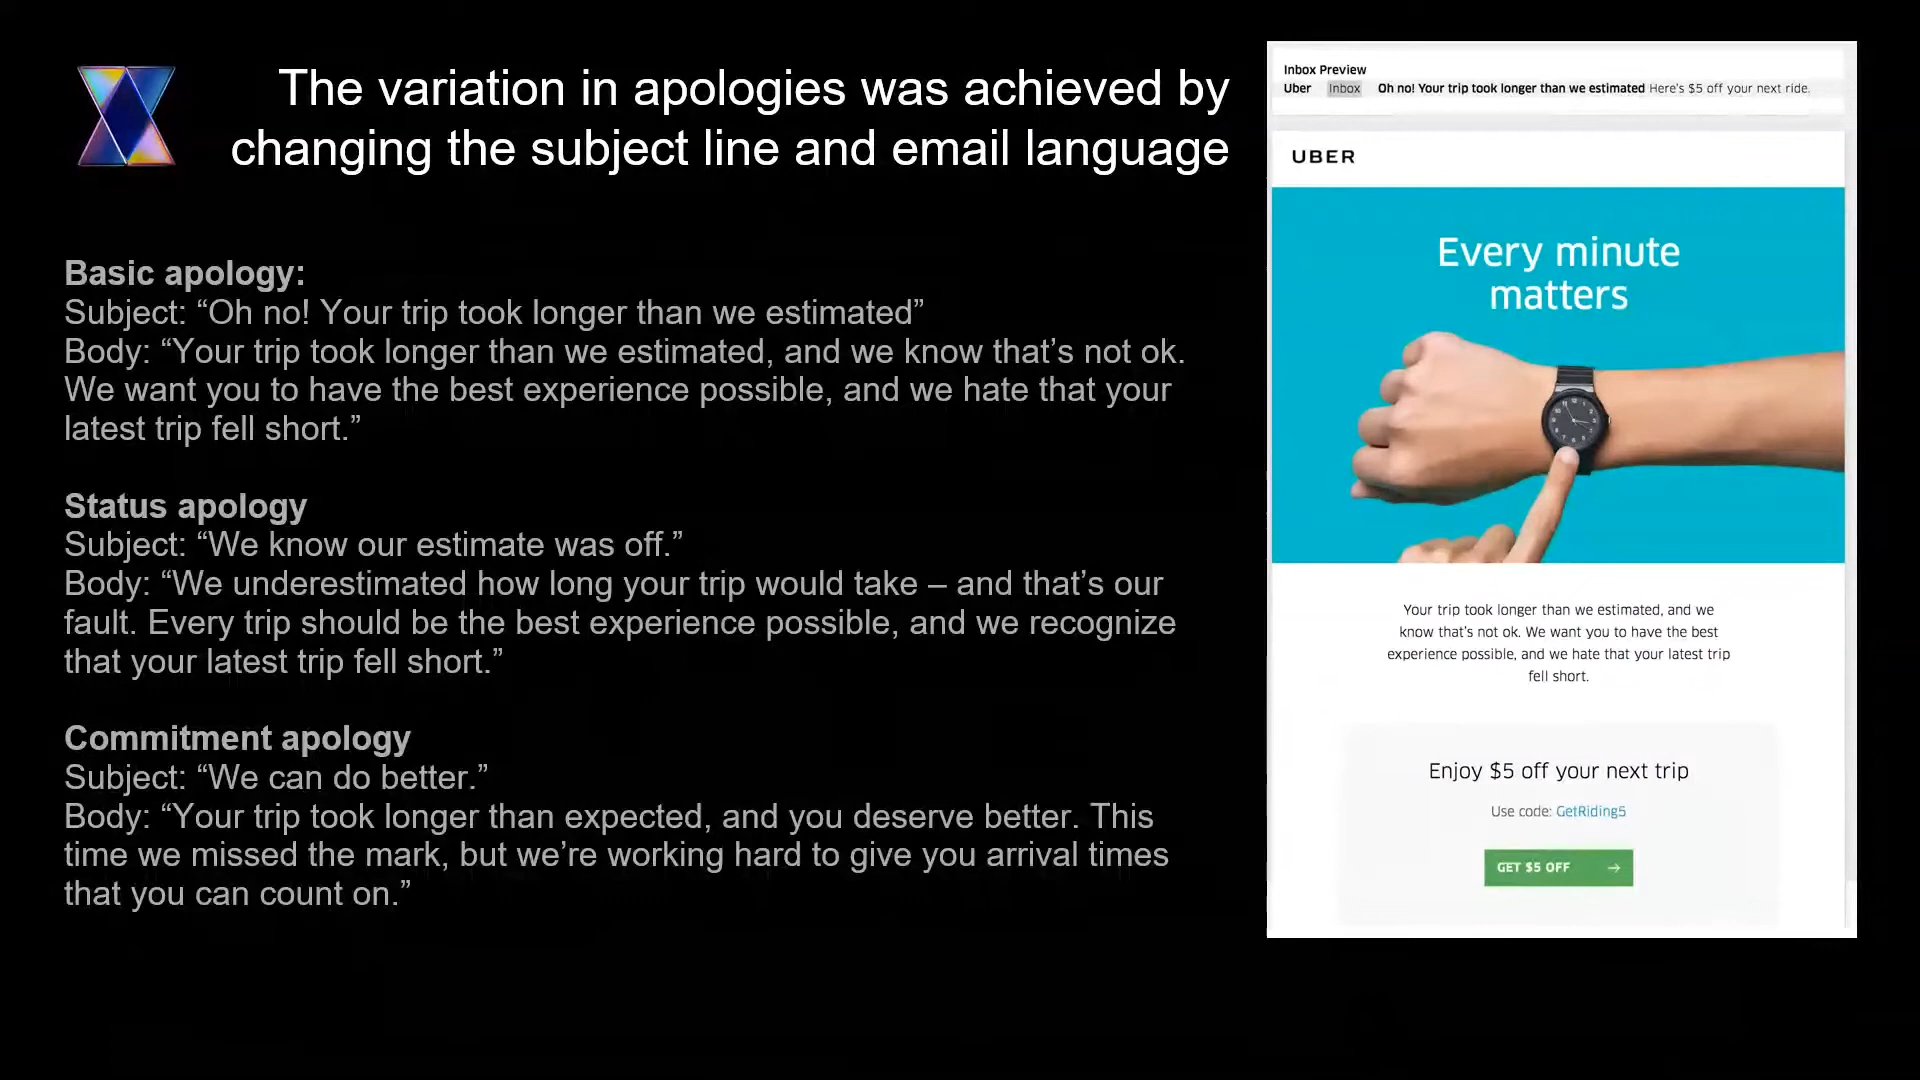 The variation in apologies was achieved by
changing the subject line and email language
Basic apology:
Subject: “Oh no! Your trip took longer than we estimated”
Body: “Your trip took longer than we estimated, and we know that’s not ok.
We want you to have the best experience possible, and we hate that your
latest trip fell short.”
Status apology
Subject: “We know our estimate was off.”
Body: “We underestimated how long your trip would take – and that’s our
fault. Every trip should be the best experience possible, and we recognize
that your latest trip fell short.”
Commitment apology
Subject: “We can do better.”
Body: “Your trip took longer than expected, and you deserve better. This
time we missed the mark, but we’re working hard to give you arrival times
that you can count on.”
Inbox Preview
Uber Inbox Oh no! Your trip took longer than we estimated Here's $5 off your next ride.
UBER
Every minute
matters
Your trip took longer than we estimated, and we
know that's not ok. We want you to have the best
experience possible, and we hate that your latest trip
fell short.
Enjoy $5 off your next trip
Use code: GetRiding5
GET $5 OFF →